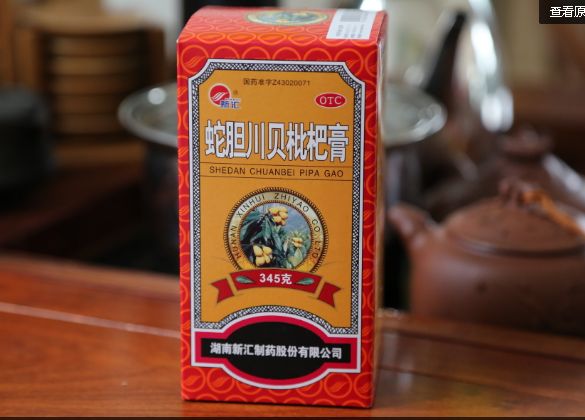 查看原
国药准字Z43020071
新汇
OTC
蛇胆川贝枇杷膏
SHEDAN CHUANBEI PIPA GAO
HUNAN XINHUI ZHIYAO CO.,LTD.
345克
湖南新汇制药股份有限公司